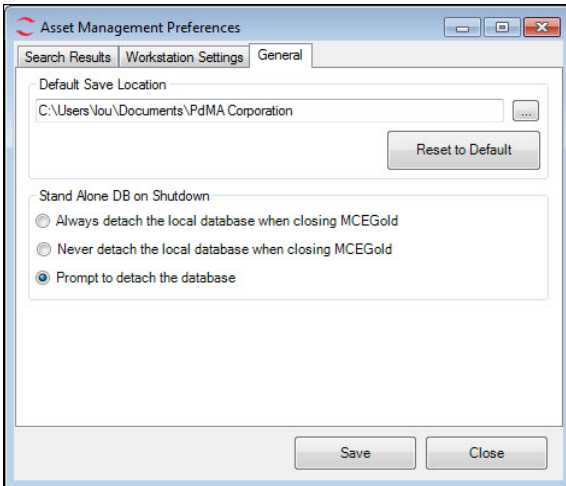 Asset Management Preferences
Search Results Workstation Settings General
Default Save Location
C:\Users\lou\Documents\PdMA Corporation ...
Reset to Default
Stand Alone DB on Shutdown
Always detach the local database when closing MCEGold
Never detach the local database when closing MCEGold
Prompt to detach the database
Save Close